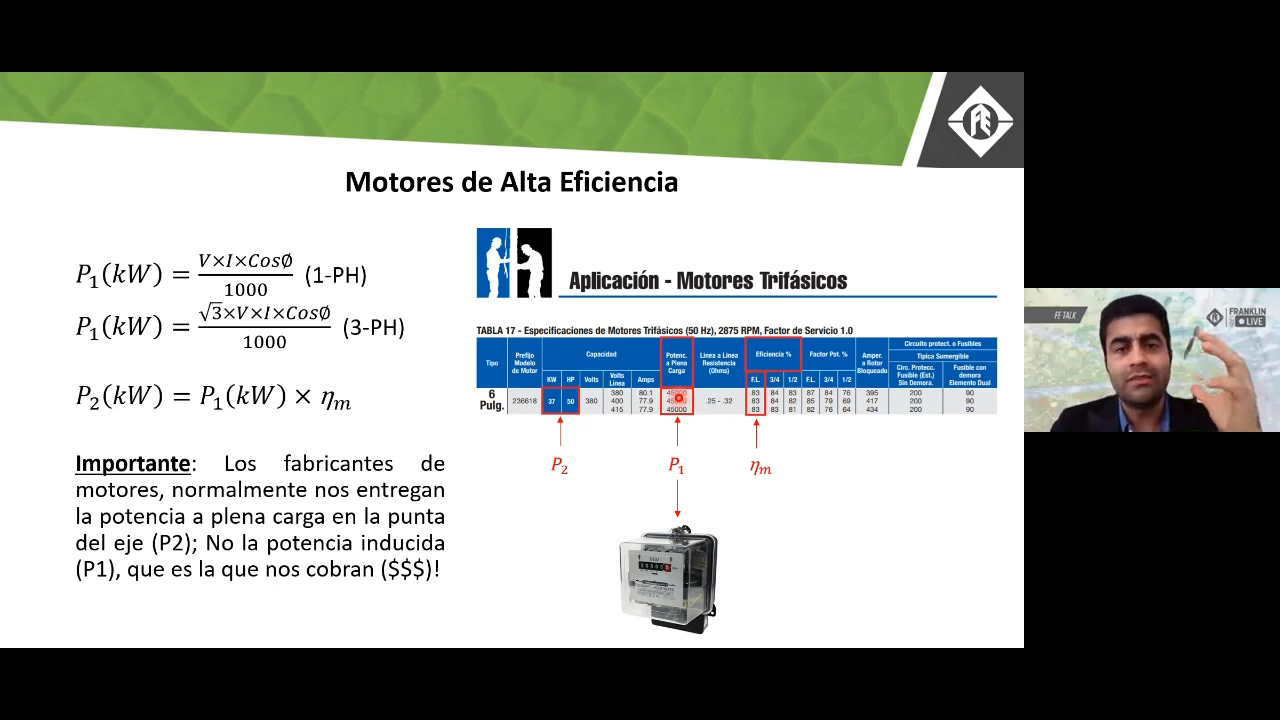 FE
Motores de Alta Eficiencia
P₁(kW) = V×I×CosØ / 1000 (1-PH)
P₁(kW) = √3×V×I×CosØ / 1000 (3-PH)
P₂(kW) = P₁(kW) × ηₘ
Importante: Los fabricantes de
motores, normalmente nos entregan
la potencia a plena carga en la punta
del eje (P2); No la potencia inducida
(P1), que es la que nos cobran ($$$)!
Aplicación - Motores Trifásicos
TABLA 17 - Especificaciones de Motores Trifásicos (50 Hz), 2875 RPM, Factor de Servicio 1.0
Tipo
Prefijo
Modelo
de Motor
Capacidad
KW HP Volts Volts Linea Amps
Potenc.
a Plena
Carga
Linea a Linea
Resistencia
(Ohms)
Eficiencia %
F.L. 3/4 1/2
Factor Pot. %
F.L. 3/4 1/2
Amper.
a Rotor
Bloqueado
Circuito protect. o Fusibles
Tipica Sumergible
Circ. Protecc.
Fusible (Est.)
Sin Demora.
Fusible con
demora
Elemento Dual
6
Pulg.
236618 37 50 380
380 80.1
400 77.9
415 77.9
45000
.25 - .32
83 84 83 87 84 76 395 200 90
83 84 82 85 79 69 417 200 90
83 83 81 82 76 64 434 200 90
P₂ P₁ ηₘ
FE TALK
FRANKLIN
LIVE